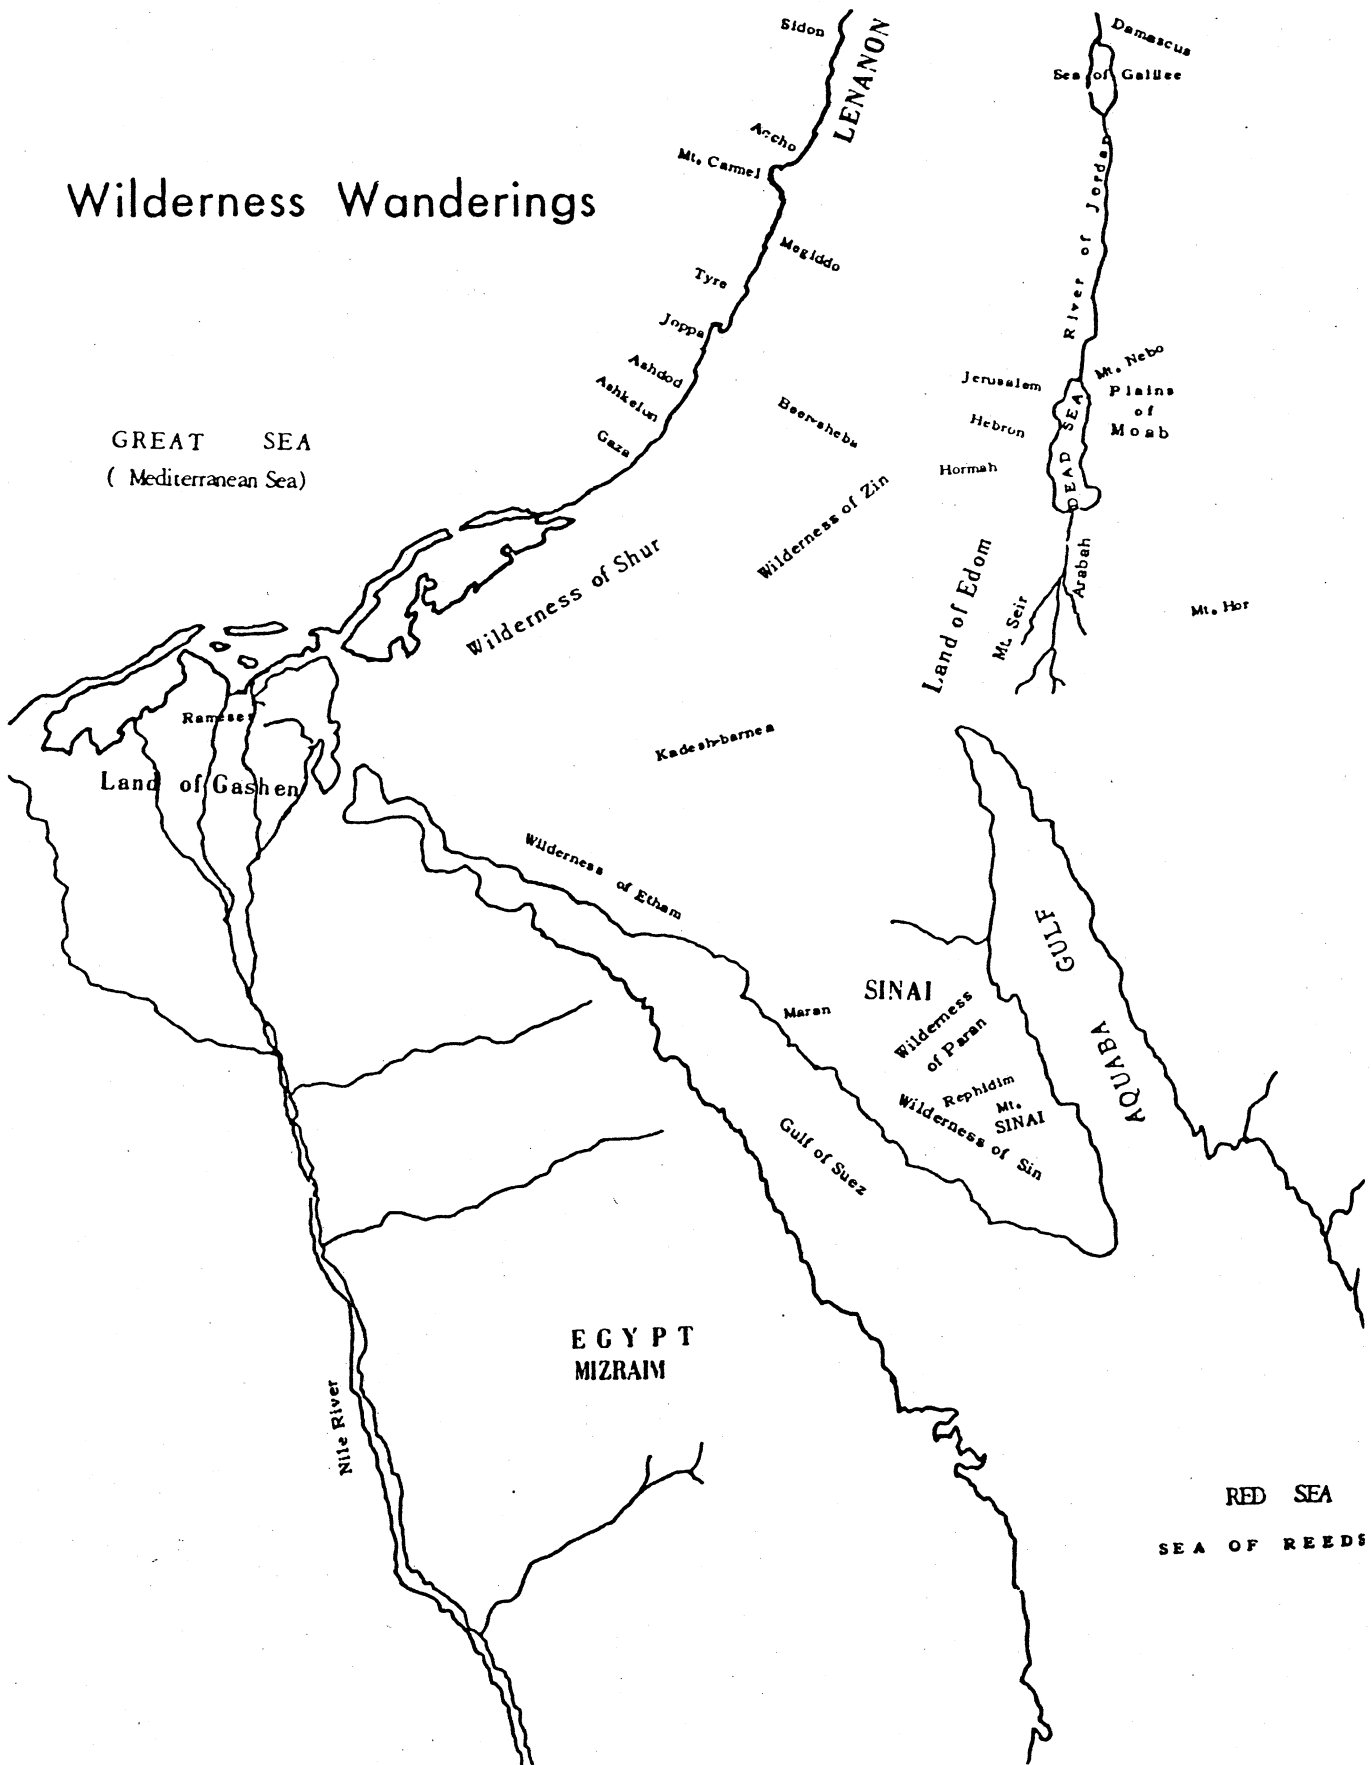 Sidon
LENANON
Damascus
Sea of Galilee
Accho
Mt. Carmel
River of Jordan
Wilderness Wanderings
Megiddo
Tyre
Joppa
Ashdod
Ashkelun
Gaza
Beer-sheba
Jerusalem
Mt. Nebo
Plains
of
Moab
Hebron
DEAD SEA
Hormah
GREAT SEA
( Mediterranean Sea)
Wilderness of Zin
Wilderness of Shur
Land of Edom
Arabah
Mt. Seir
Mt. Hor
Rameses
Kadesh-barnea
Land of Gashen
Wilderness of Etham
GULF
AQUABA
SINAI
Maran
Wilderness
of Paran
Rephidim
Mt.
SINAI
Wilderness of Sin
Gulf of Suez
EGYPT
MIZRAIM
Nile River
RED SEA
SEA OF REEDS